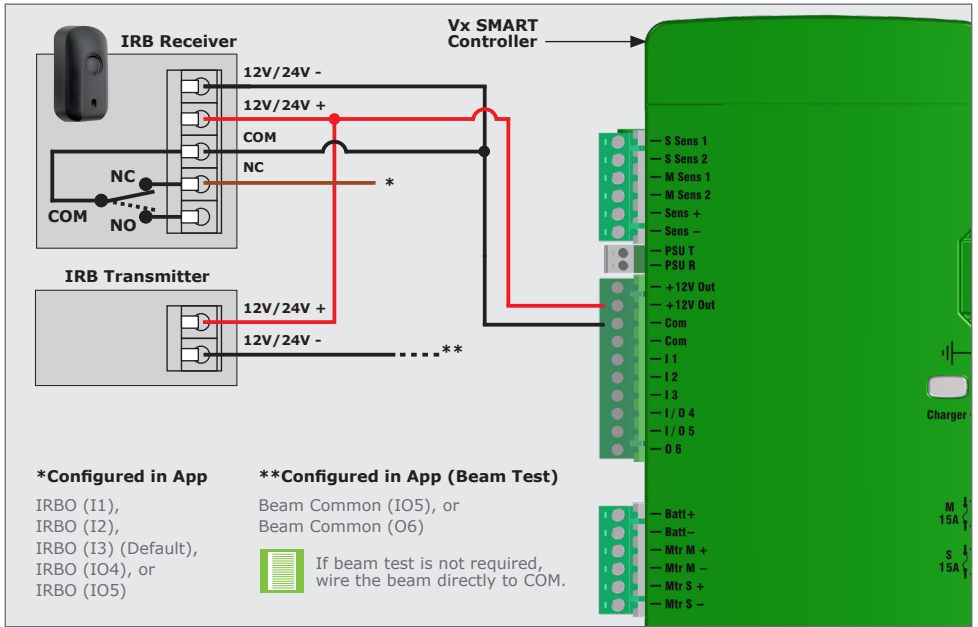 IRB Receiver
12V/24V -
12V/24V +
COM
NC
*
NC
COM
NO
IRB Transmitter
12V/24V +
12V/24V -
**
Vx SMART
Controller
S Sens 1
S Sens 2
M Sens 1
M Sens 2
Sens +
Sens –
PSU T
PSU R
+12V Out
+12V Out
Com
Com
I 1
I 2
I 3
I / O 4
I / O 5
O 6
Charger
Batt+
Batt–
Mtr M +
Mtr M –
Mtr S +
Mtr S –
M
15A
S
15A
*Configured in App
IRBO (I1),
IRBO (I2),
IRBO (I3) (Default),
IRBO (IO4), or
IRBO (IO5)
**Configured in App (Beam Test)
Beam Common (IO5), or
Beam Common (O6)
If beam test is not required,
wire the beam directly to COM.